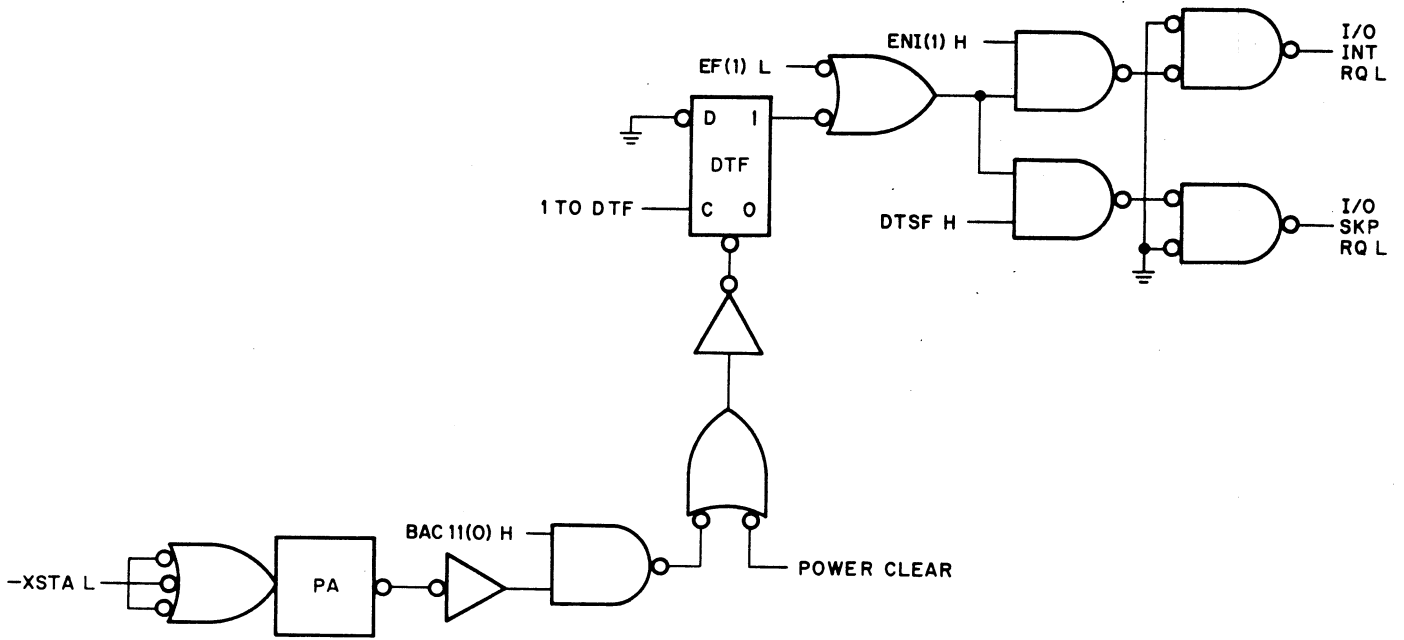 I/O
INT
RQ L
ENI(1) H
EF(1) L
D 1
DTF
1 TO DTF
C 0
DTSF H
I/O
SKP
RQ L
BAC 11(0) H
-XSTA L
PA
POWER CLEAR